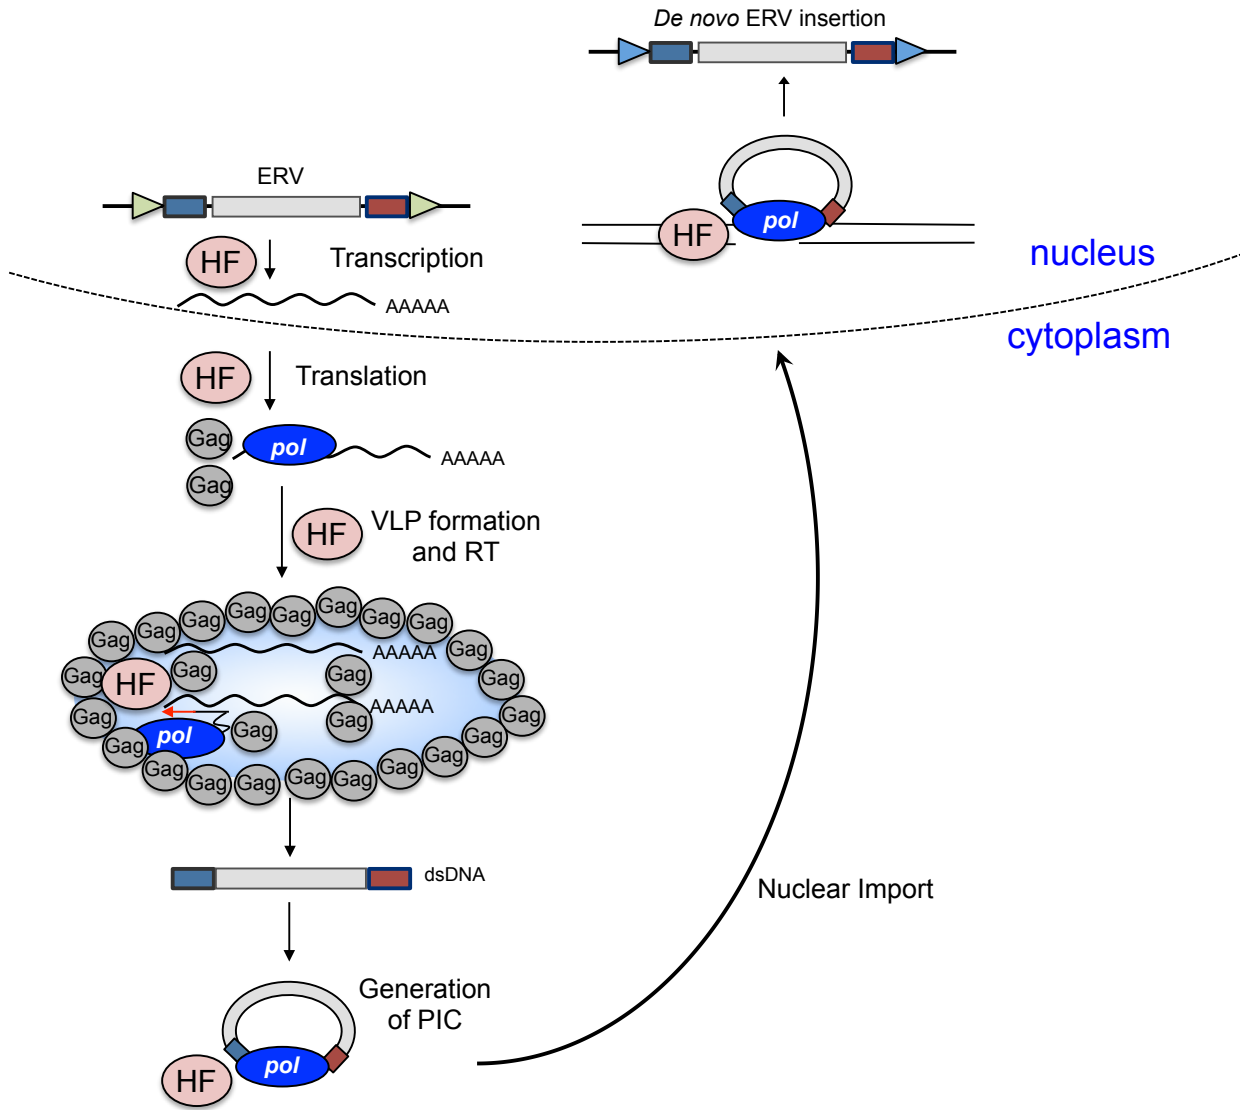 De novo ERV insertion
ERV
pol
HF
nucleus
HF
Transcription
AAAAA
cytoplasm
HF
Translation
Gag
pol
AAAAA
Gag
HF
VLP formation
and RT
Gag
Gag
Gag
Gag
Gag
Gag
Gag
Gag
Gag
Gag
AAAAA
Gag
Gag
HF
Gag
Gag
Gag
AAAAA
Gag
Gag
Gag
Gag
pol
Gag
Gag
Gag
Gag
Gag
Gag
Gag
Gag
Gag
Gag
dsDNA
Nuclear Import
Generation
of PIC
pol
HF